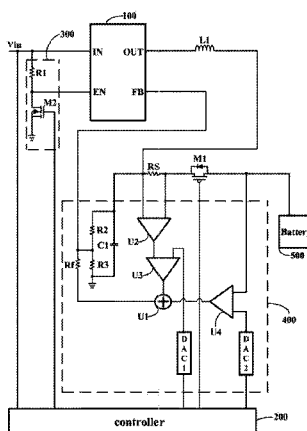 100
L1
Vin
300
IN
OUT
R1
EN
FB
M2
RS
M1
R2
C1
U2
Batter
500
Rf
R3
U3
U1
U4
400
DAC1
DAC2
controller
200